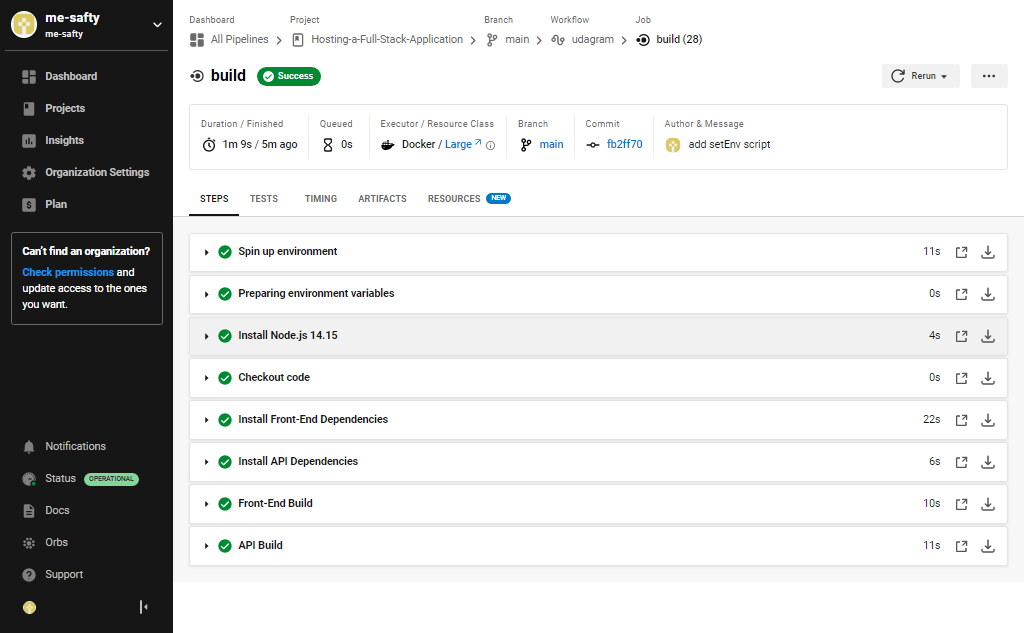 me-safty
me-safty
Dashboard
Projects
Insights
Organization Settings
Plan
Can't find an organization?
Check permissions and
update access to the ones
you want.
Notifications
Status OPERATIONAL
Docs
Orbs
Support
Dashboard Project Branch Workflow Job
All Pipelines Hosting-a-Full-Stack-Application main udagram build (28)
build Success Rerun
Duration / Finished Queued Executor / Resource Class Branch Commit Author & Message
1m 9s / 5m ago 0s Docker / Large main fb2ff70 add setEnv script
STEPS TESTS TIMING ARTIFACTS RESOURCES NEW
Spin up environment 11s
Preparing environment variables 0s
Install Node.js 14.15 4s
Checkout code 0s
Install Front-End Dependencies 22s
Install API Dependencies 6s
Front-End Build 10s
API Build 11s